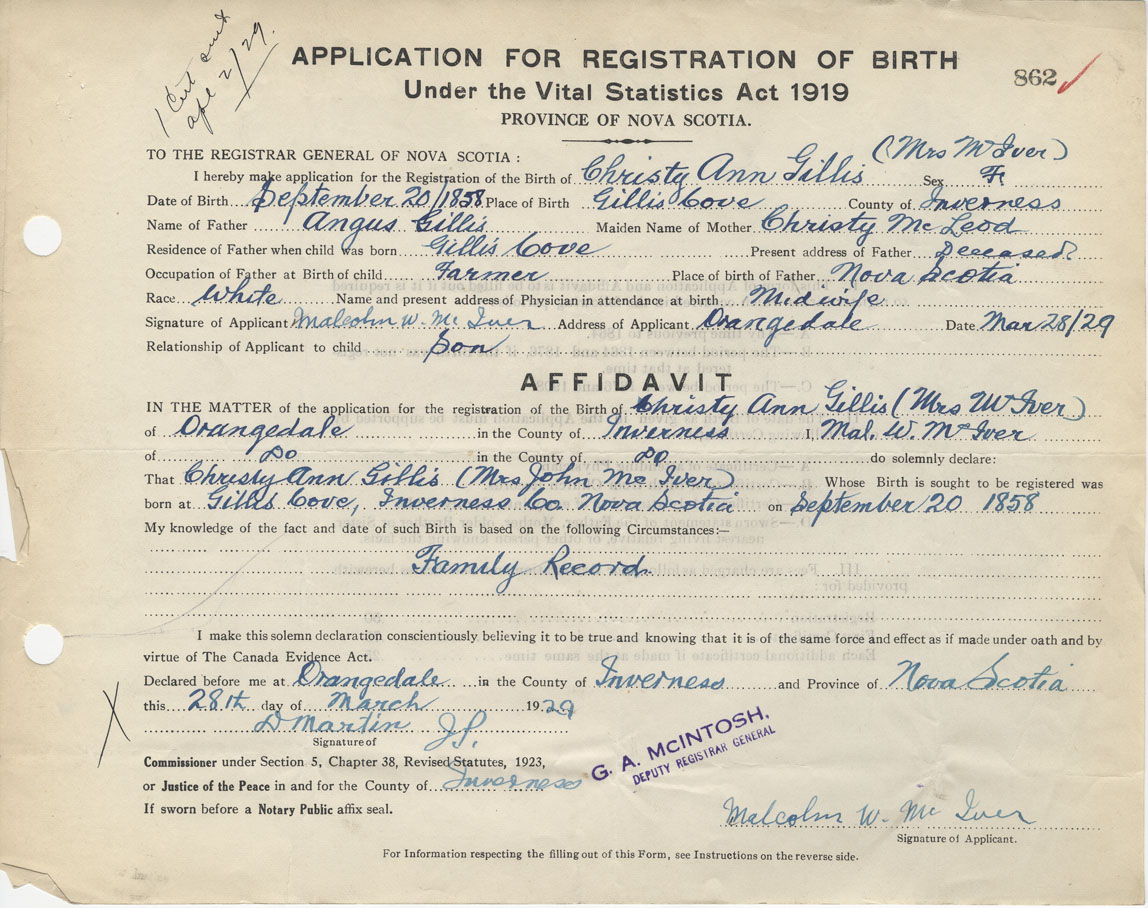 1 Cert sent
Apl 2/29.
APPLICATION FOR REGISTRATION OF BIRTH
862
Under the Vital Statistics Act 1919
PROVINCE OF NOVA SCOTIA.
TO THE REGISTRAR GENERAL OF NOVA SCOTIA : (Mrs McIver)
I hereby make application for the Registration of the Birth of Christy Ann Gillis Sex F
Date of Birth September 20/1858 Place of Birth Gillis Cove County of Inverness
Name of Father Angus Gillis Maiden Name of Mother Christy McLeod
Residence of Father when child was born Gillis Cove Present address of Father Deceased
Occupation of Father at Birth of child Farmer Place of birth of Father Nova Scotia
Race White Name and present address of Physician in attendance at birth Midwife
Signature of Applicant Malcolm W. Mc Iver Address of Applicant Orangedale Date Mar 28/29
Relationship of Applicant to child Son
AFFIDAVIT
IN THE MATTER of the application for the registration of the Birth of Christy Ann Gillis (Mrs McIver)
of Orangedale in the County of Inverness I, Mal. W. McIver
of Do in the County of Do do solemnly declare:
That Christy Ann Gillis (Mrs John Mc Iver) Whose Birth is sought to be registered was
born at Gillis Cove, Inverness Co. Nova Scotia on September 20 1858
My knowledge of the fact and date of such Birth is based on the following Circumstances:—
Family Record.
I make this solemn declaration conscientiously believing it to be true and knowing that it is of the same force and effect as if made under oath and by
virtue of The Canada Evidence Act.
Declared before me at Orangedale in the County of Inverness and Province of Nova Scotia
this 28th day of March 1929
D Martin J.P.
Signature of
Commissioner under Section 5, Chapter 38, Revised Statutes, 1923,
or Justice of the Peace in and for the County of Inverness
If sworn before a Notary Public affix seal.
G. A. McINTOSH,
DEPUTY REGISTRAR GENERAL
Malcolm W. Mc Iver
Signature of Applicant.
For Information respecting the filling out of this Form, see Instructions on the reverse side.